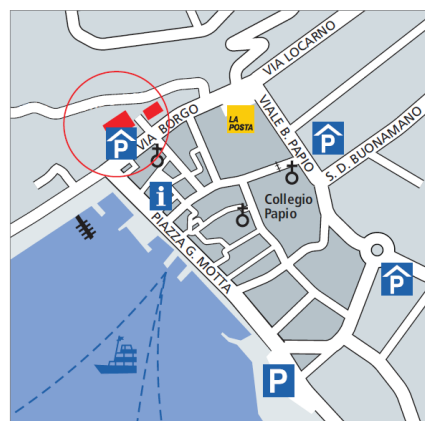 VIA LOCARNO
VIA BORGO
LA
POSTA
VIALE B. PAPIO
P
P
S. D. BUONAMANO
i
Collegio
Papio
PIAZZA G. MOTTA
P
P